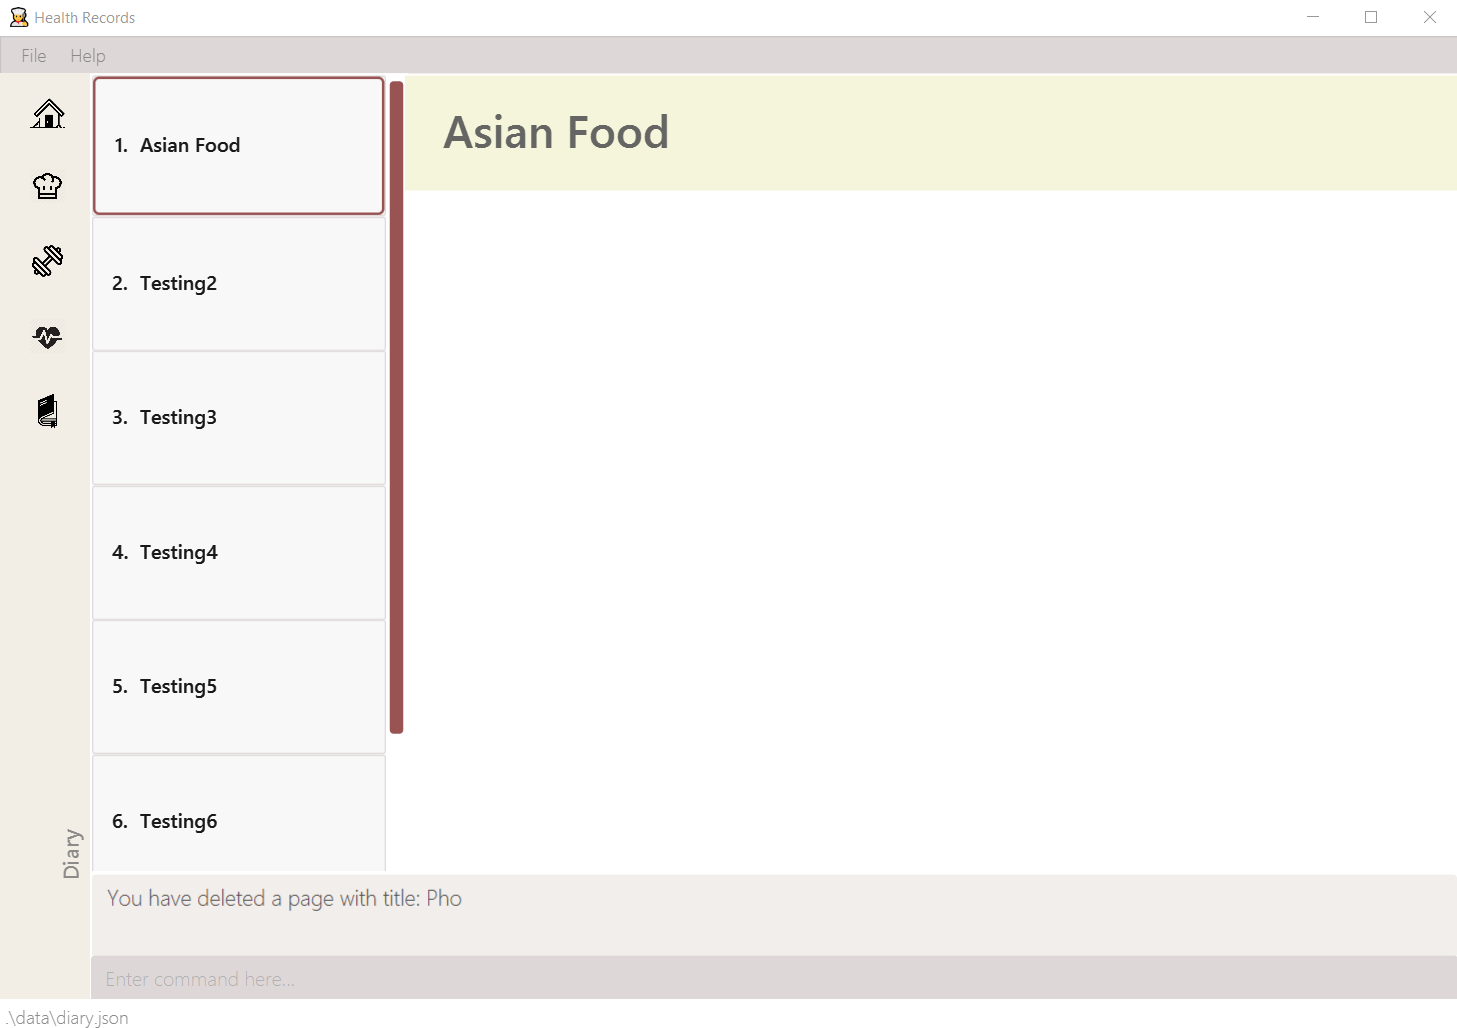 Health Records
File Help
1. Asian Food
2. Testing2
3. Testing3
4. Testing4
5. Testing5
6. Testing6
Asian Food
Diary
You have deleted a page with title: Pho
Enter command here...
.\data\diary.json